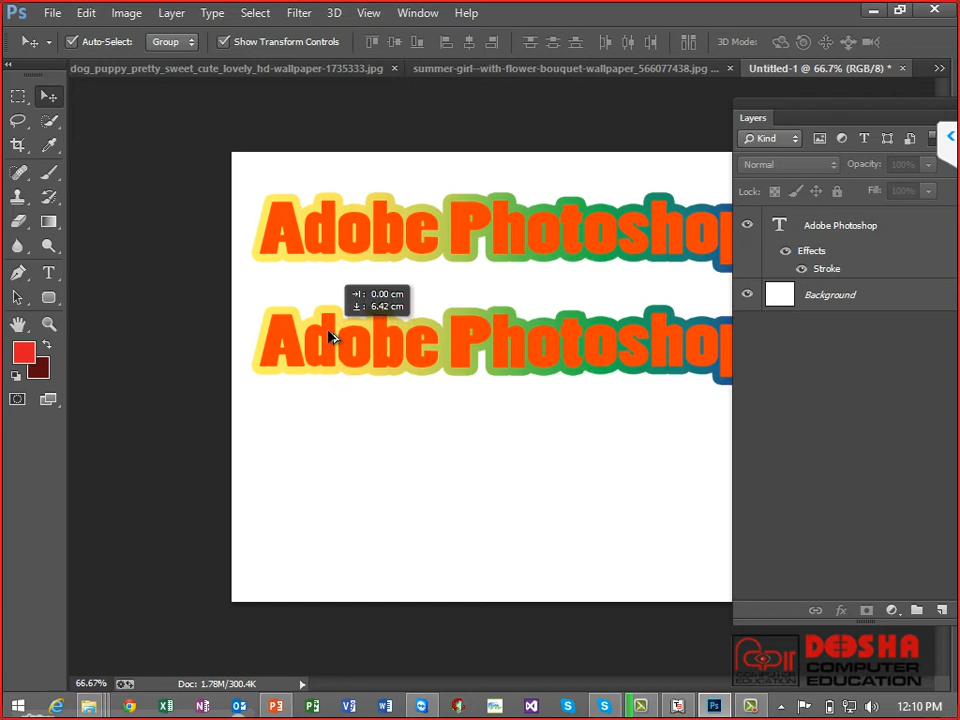 Ps File Edit Image Layer Type Select Filter 3D View Window Help
Auto-Select: Group Show Transform Controls 3D Mode:
dog_puppy_pretty_sweet_cute_lovely_hd-wallpaper-1735333.jpg × summer-girl--with-flower-bouquet-wallpaper_566077438.jpg ... × Untitled-1 @ 66.7% (RGB/8) * ×
Layers
Kind
Normal Opacity: 100%
Lock: Fill: 100%
Adobe Photoshop
Effects
Stroke
Background
Adobe Photoshop
0.00 cm
6.42 cm
Adobe Photoshop
66.67% Doc: 1.78M/300.4K
DEOSHA
COMPUTER
EDUCATION
12:10 PM